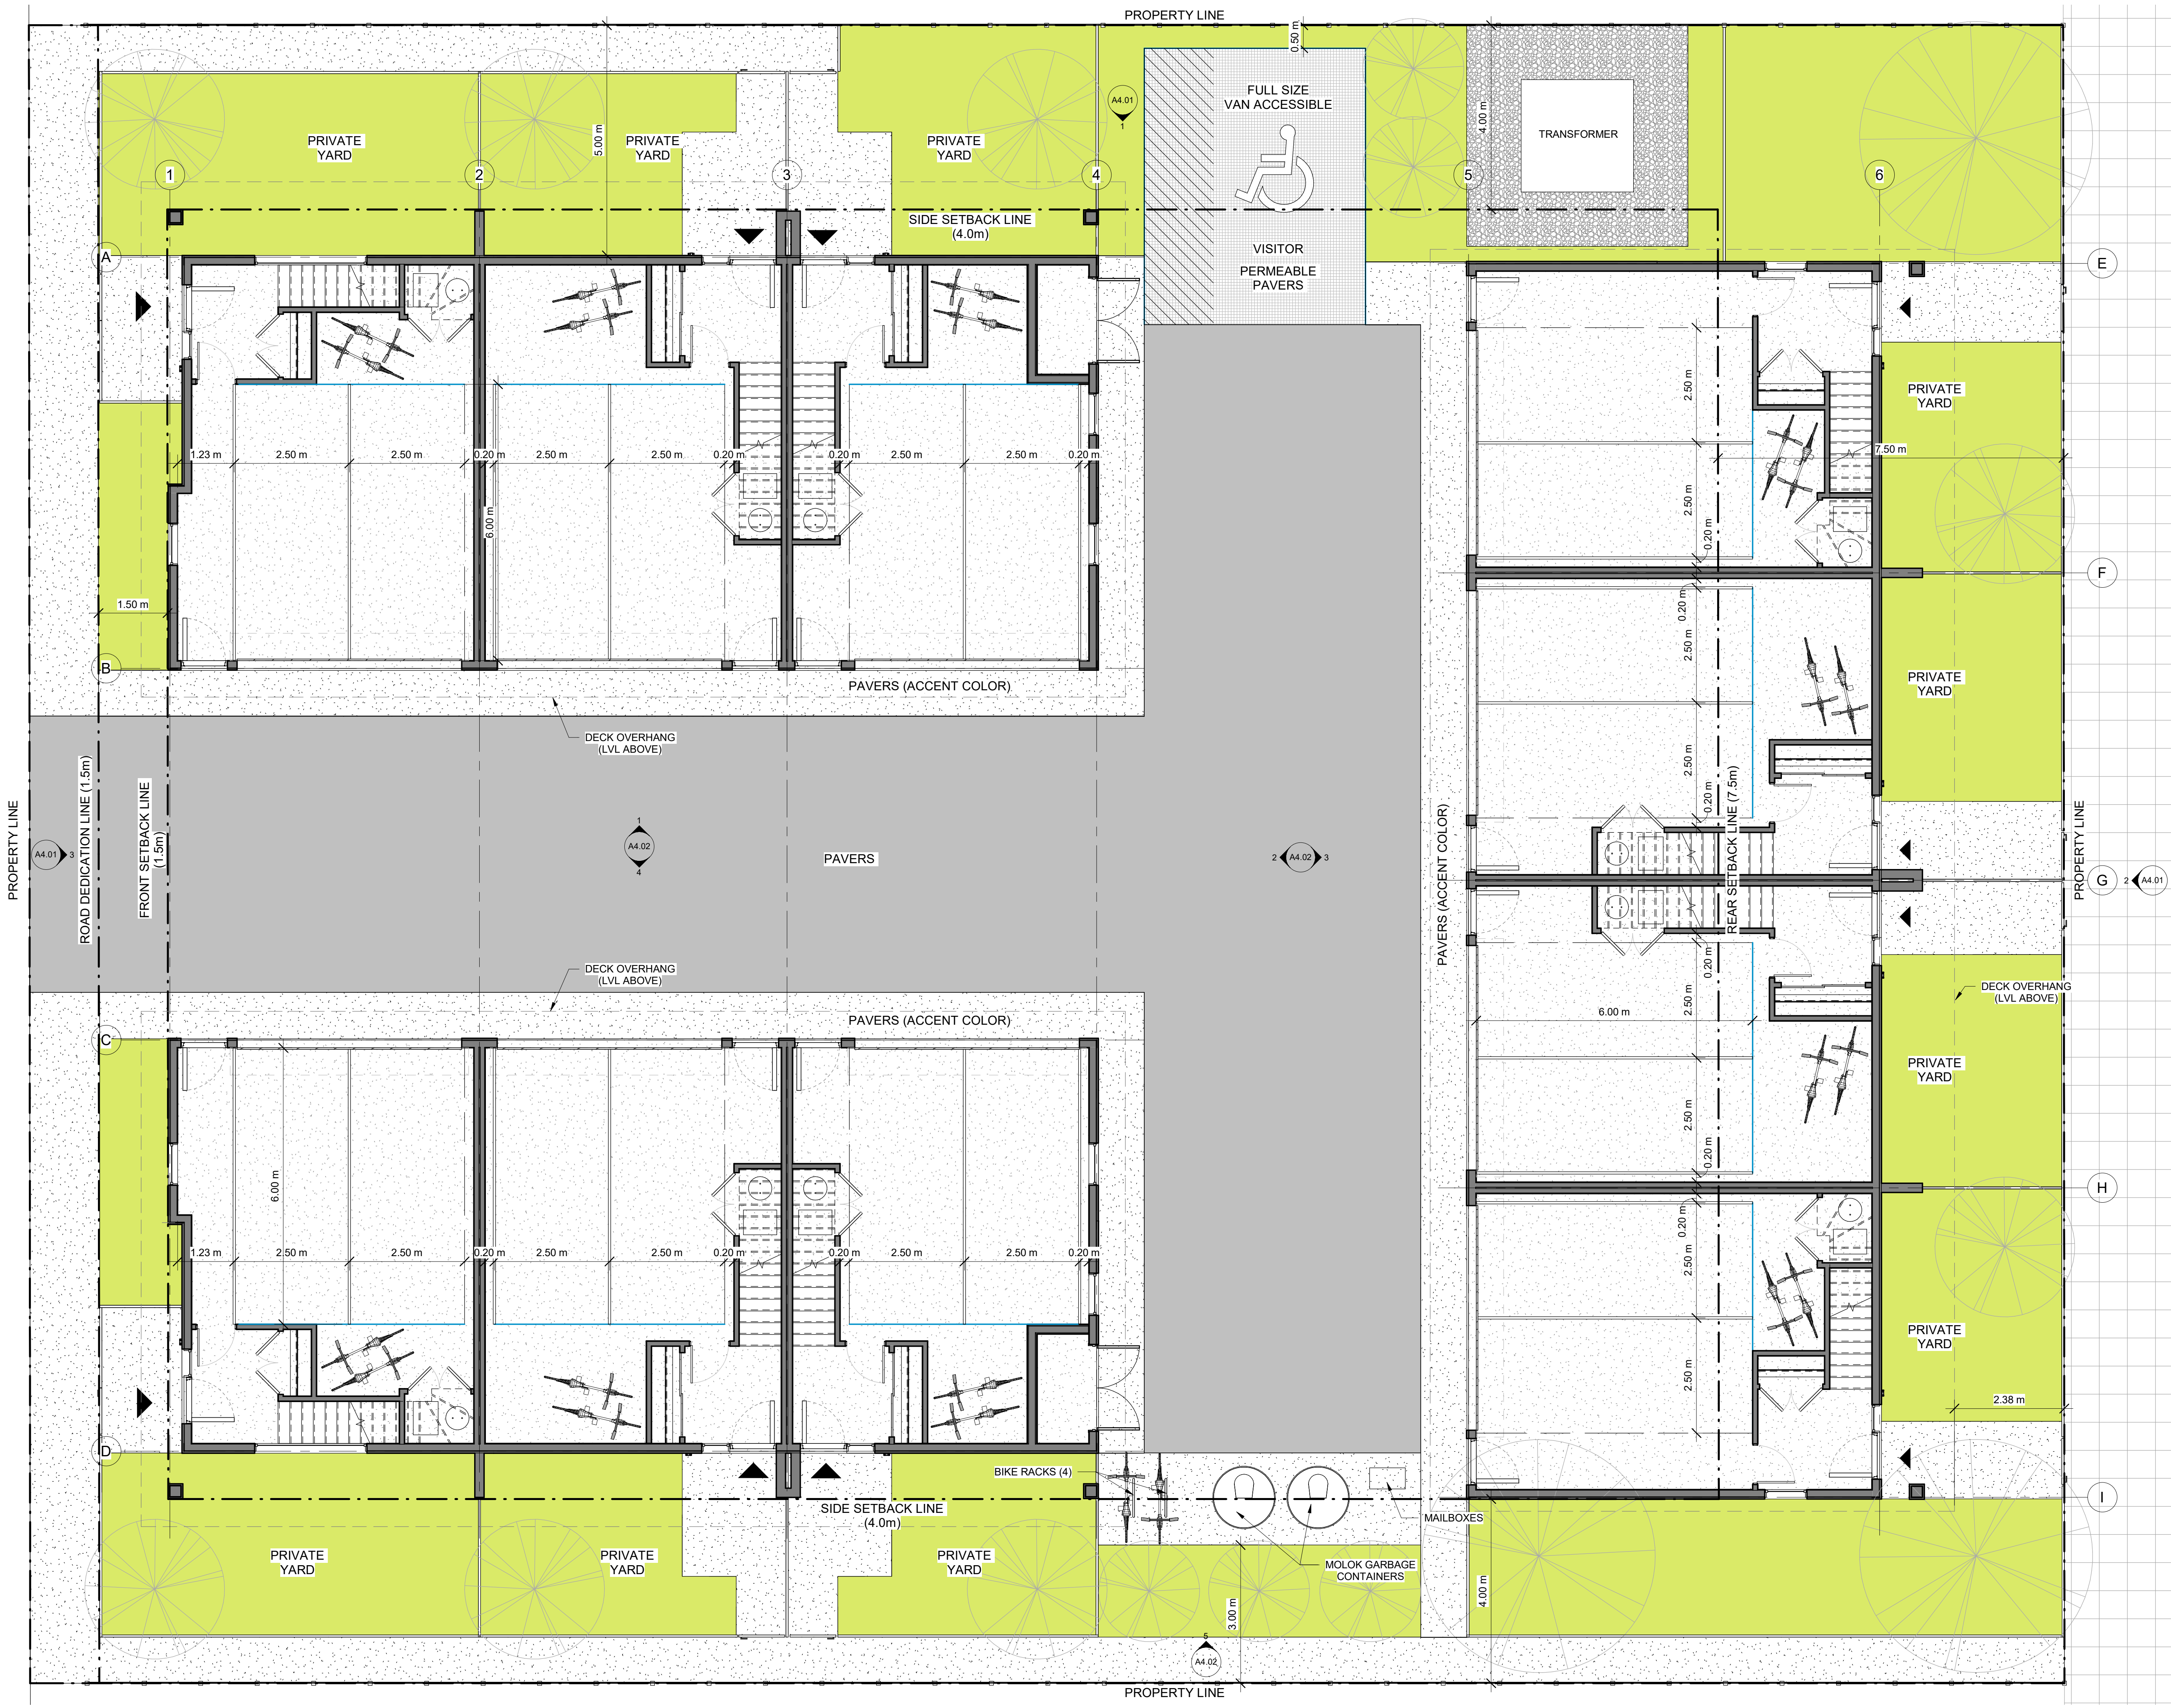 PROPERTY LINE
0.50 m
FULL SIZE
VAN ACCESSIBLE
A4.01
1
4.00 m
TRANSFORMER
5.00 m
PRIVATE
YARD
PRIVATE
YARD
PRIVATE
YARD
1
2
3
4
5
6
SIDE SETBACK LINE
(4.0m)
VISITOR
PERMEABLE
PAVERS
A
E
PRIVATE
YARD
2.50 m
7.50 m
1.23 m
2.50 m
2.50 m
0.20 m
2.50 m
2.50 m
0.20 m
0.20 m
2.50 m
2.50 m
0.20 m
6.00 m
2.50 m
0.20 m
F
1.50 m
0.20 m
2.50 m
B
PAVERS (ACCENT COLOR)
PRIVATE
YARD
DECK OVERHANG
(LVL ABOVE)
2.50 m
0.20 m
PROPERTY LINE
A4.01
3
ROAD DEDICATION LINE (1.5m)
FRONT SETBACK LINE
(1.5m)
1
A4.02
4
PAVERS
2
A4.02
3
PAVERS (ACCENT COLOR)
REAR SETBACK LINE (7.5m)
PROPERTY LINE
G
2
A4.01
DECK OVERHANG
(LVL ABOVE)
0.20 m
2.50 m
DECK OVERHANG
(LVL ABOVE)
6.00 m
PAVERS (ACCENT COLOR)
C
PRIVATE
YARD
2.50 m
0.20 m
H
6.00 m
0.20 m
2.50 m
1.23 m
2.50 m
2.50 m
0.20 m
2.50 m
2.50 m
0.20 m
0.20 m
2.50 m
2.50 m
0.20 m
PRIVATE
YARD
2.50 m
2.38 m
D
BIKE RACKS (4)
SIDE SETBACK LINE
(4.0m)
MAILBOXES
I
PRIVATE
YARD
PRIVATE
YARD
PRIVATE
YARD
MOLOK GARBAGE
CONTAINERS
3.00 m
4.00 m
5
A4.02
PROPERTY LINE